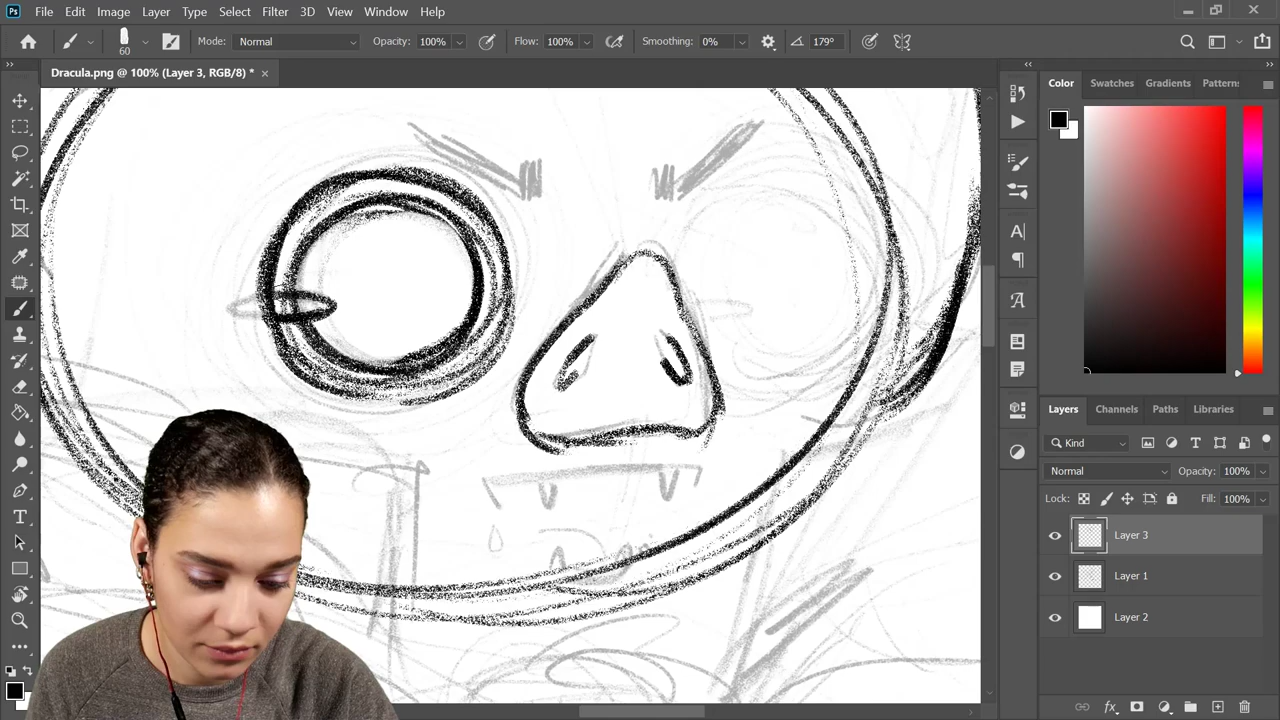 Ps File Edit Image Layer Type Select Filter 3D View Window Help
60 Mode: Normal Opacity: 100% Flow: 100% Smoothing: 0% 179°
Dracula.png @ 100% (Layer 3, RGB/8) *
Color Swatches Gradients Patterns
Layers Channels Paths Libraries
Kind
Normal Opacity: 100%
Lock: Fill: 100%
Layer 3
Layer 1
Layer 2